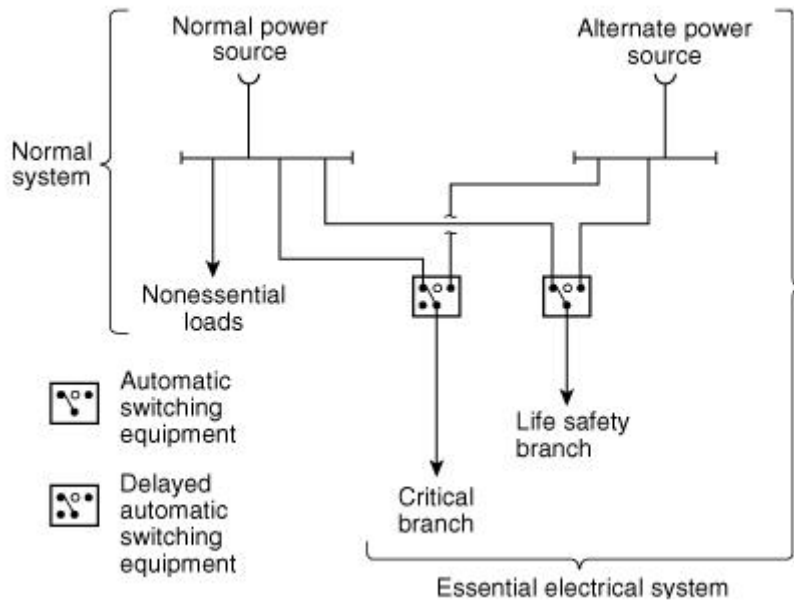 Normal power
source
Alternate power
source
Normal
system
Nonessential
loads
Automatic
switching
equipment
Life safety
branch
Delayed
automatic
switching
equipment
Critical
branch
Essential electrical system